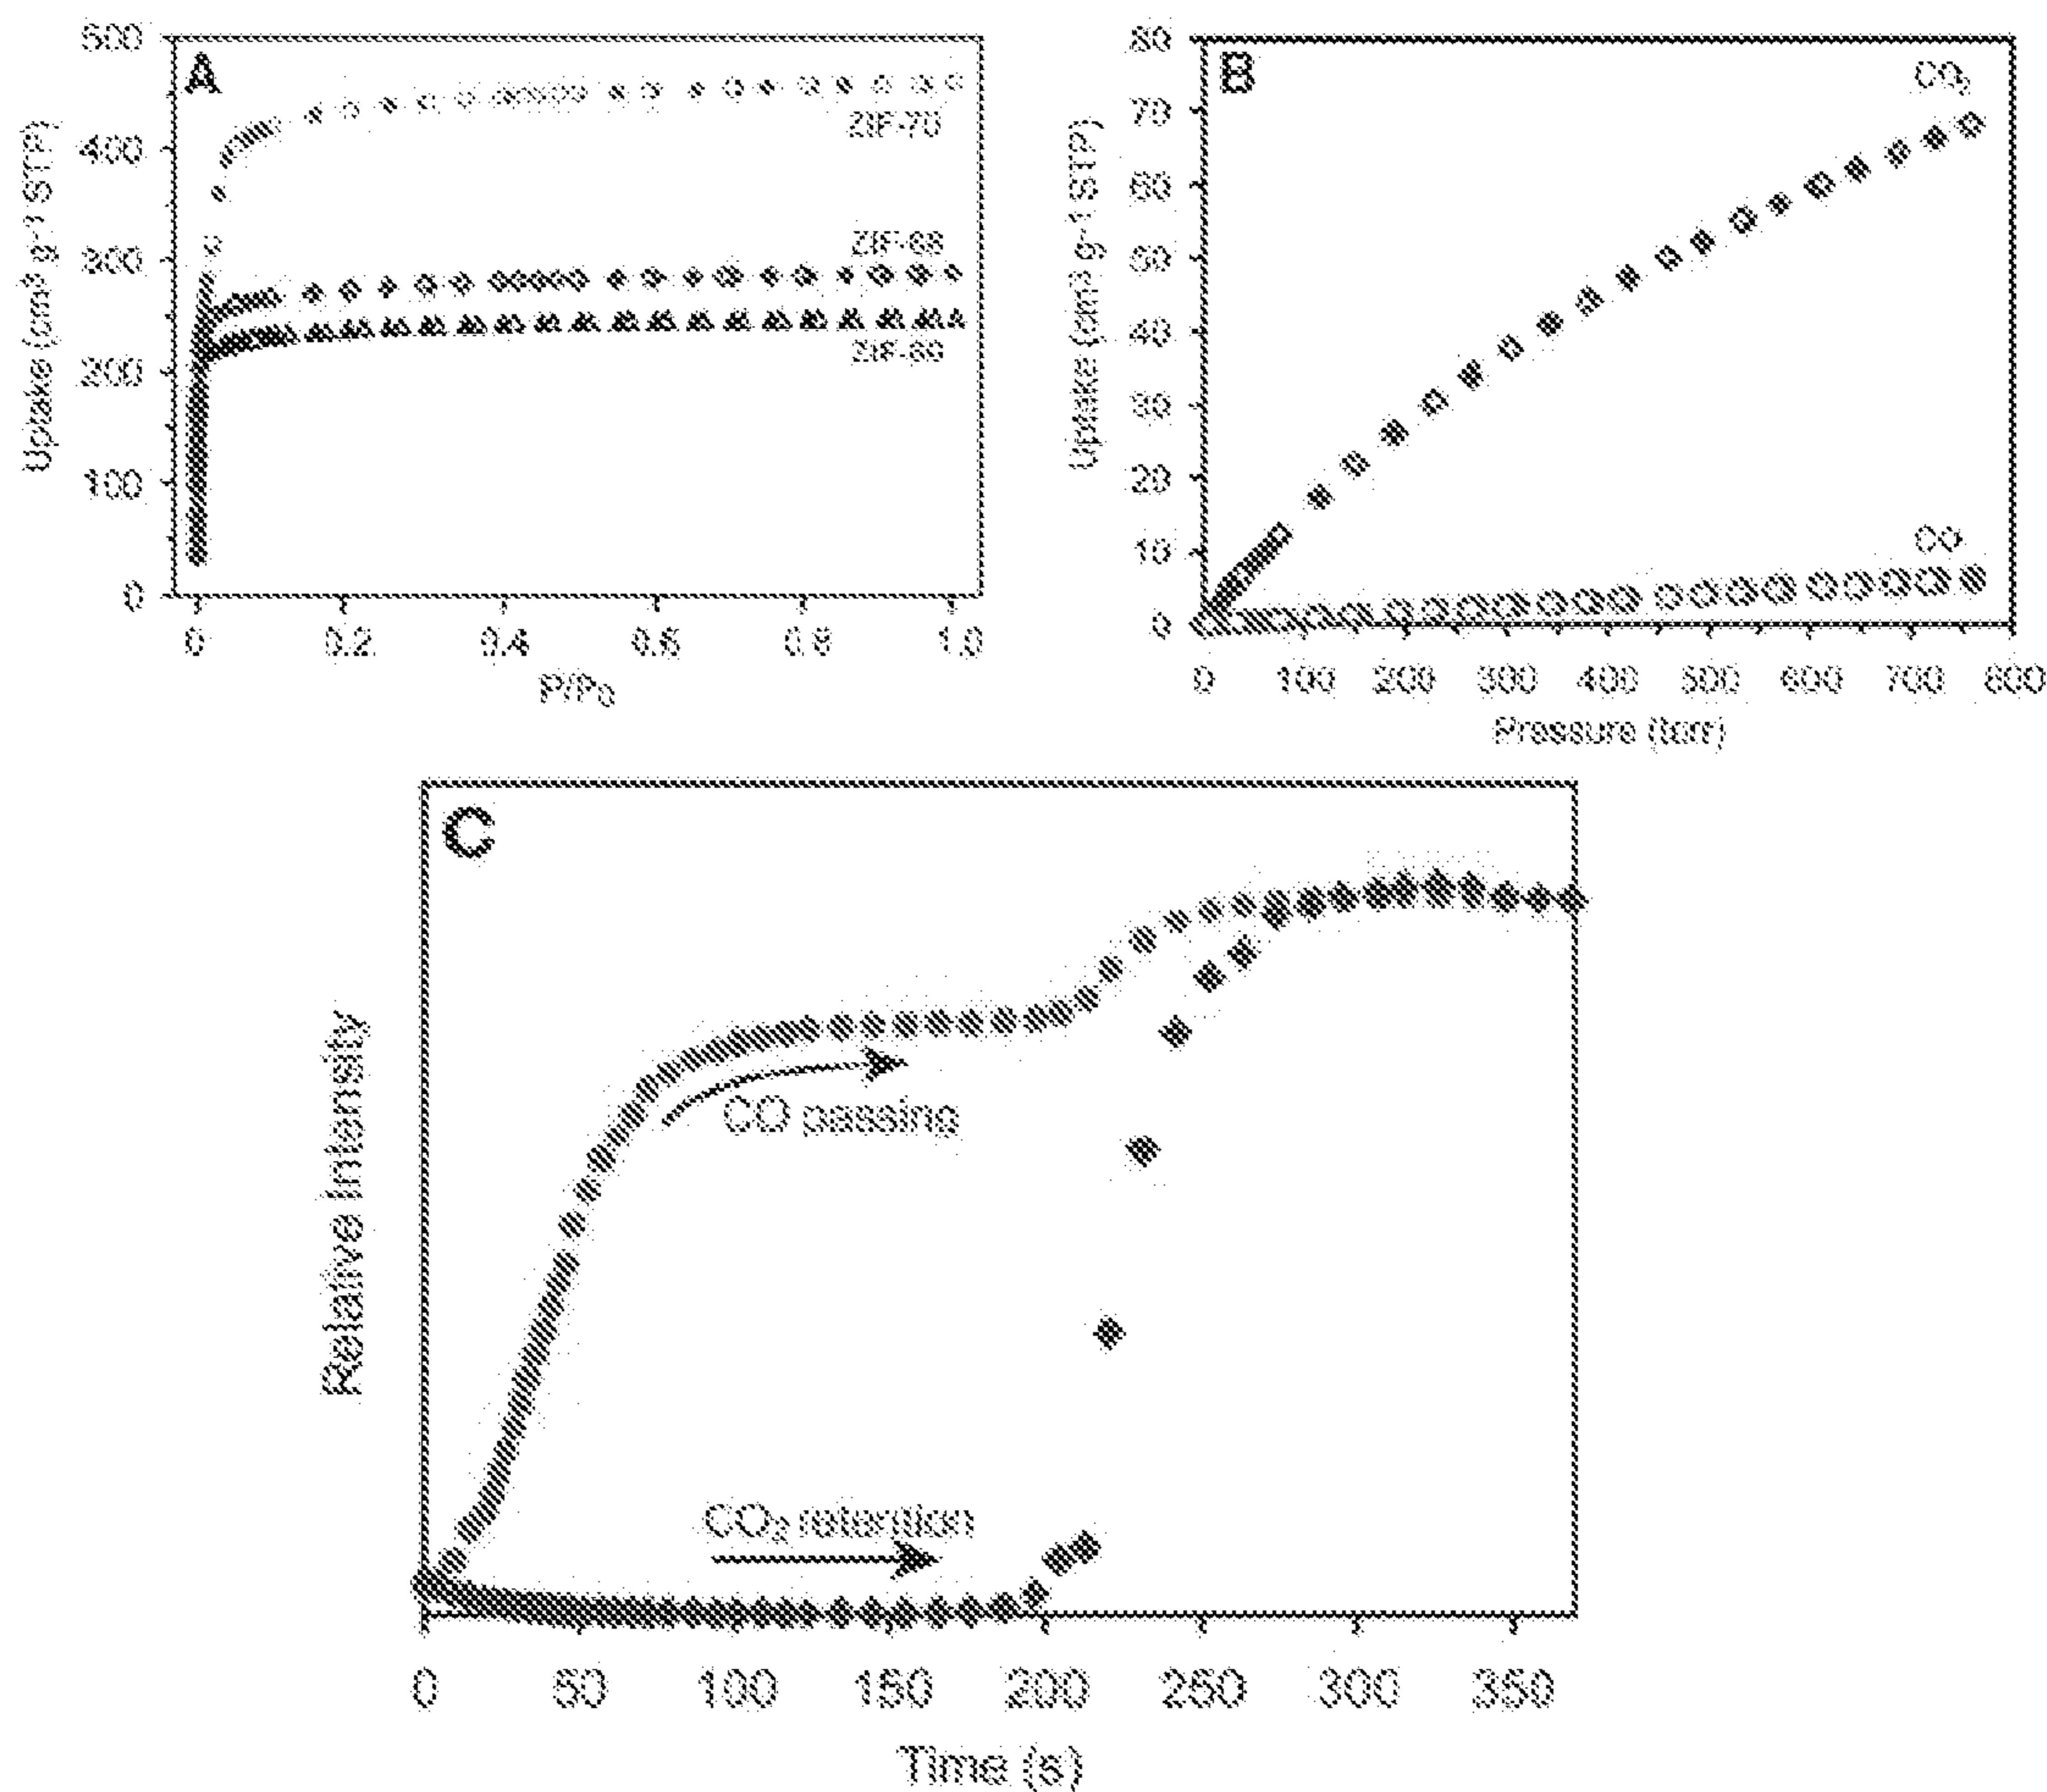 A
Uptake (cm³ g⁻¹ STP)
500
400
300
200
100
0
ZIF-70
ZIF-68
ZIF-69
0
0.2
0.4
0.6
0.8
1.0
P/P₀
B
Uptake (cm³ g⁻¹ STP)
80
70
60
50
40
30
20
10
0
CO₂
CO
0
100
200
300
400
500
600
700
800
Pressure (torr)
C
Relative Intensity
CO passing
CO₂ retention
0
50
100
150
200
250
300
350
Time (s)